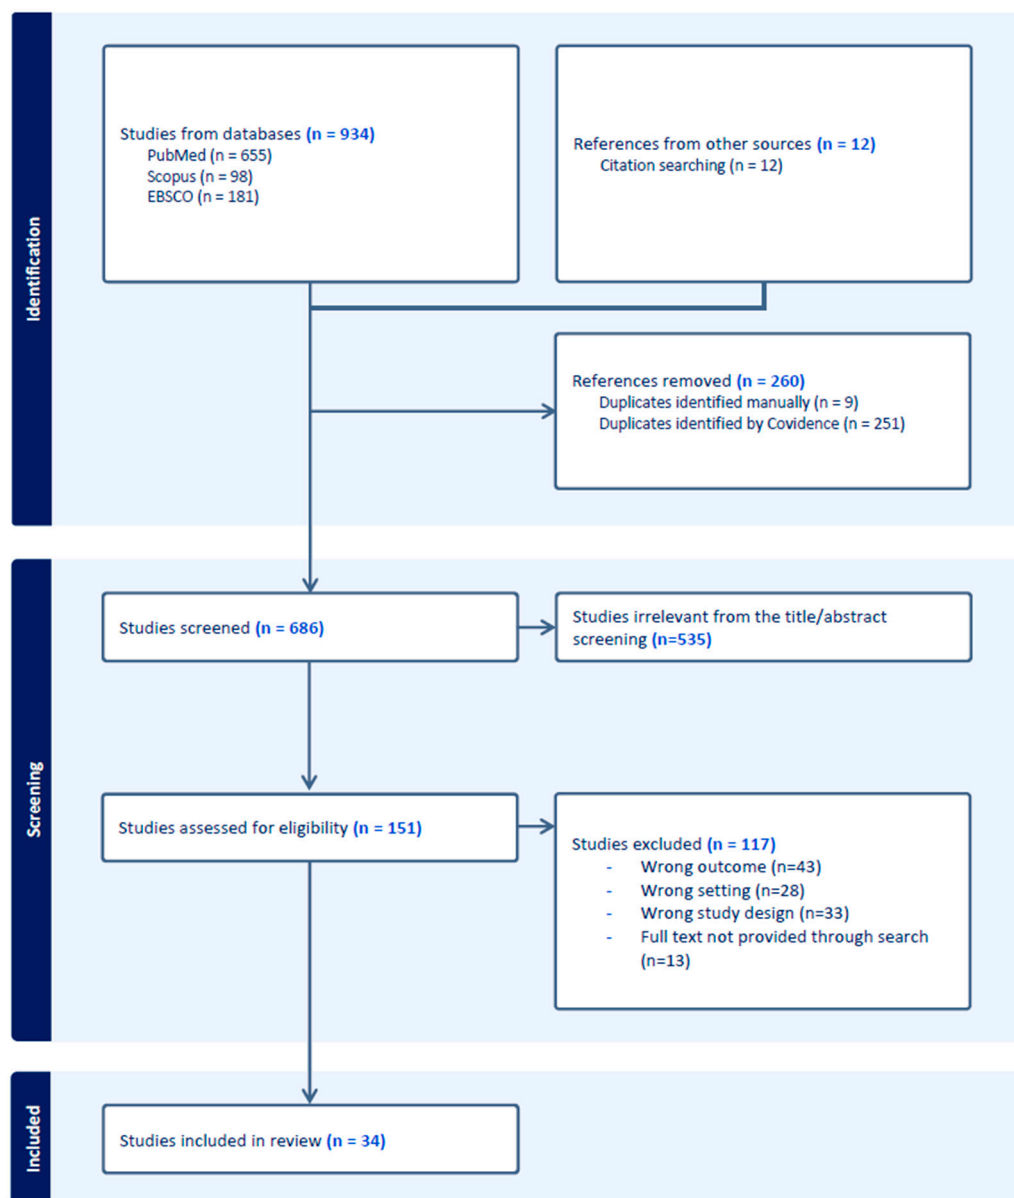 Identification
Studies from databases (n = 934)
PubMed (n = 655)
Scopus (n = 98)
EBSCO (n = 181)
References from other sources (n = 12)
Citation searching (n = 12)
References removed (n = 260)
Duplicates identified manually (n = 9)
Duplicates identified by Covidence (n = 251)
Screening
Studies screened (n = 686)
Studies irrelevant from the title/abstract
screening (n=535)
Studies assessed for eligibility (n = 151)
Studies excluded (n = 117)
- Wrong outcome (n=43)
- Wrong setting (n=28)
- Wrong study design (n=33)
- Full text not provided through search
(n=13)
Included
Studies included in review (n = 34)